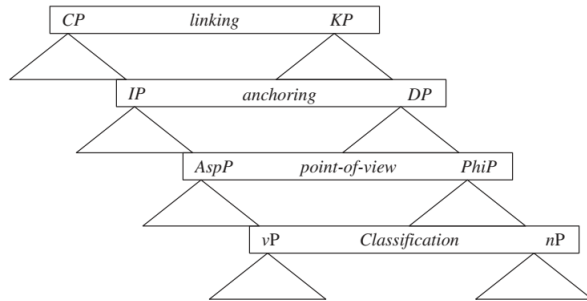 CP linking KP
IP anchoring DP
AspP point-of-view PhiP
vP Classification nP